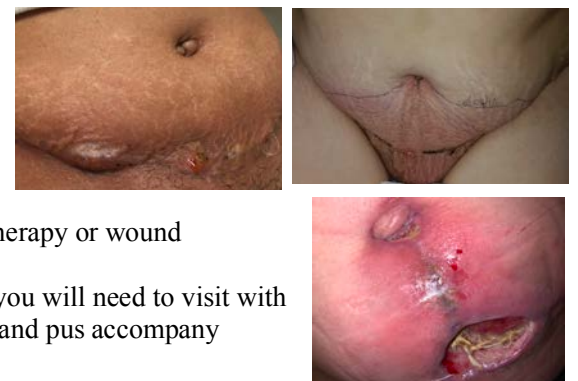 herapy or wound
you will need to visit with
and pus accompany